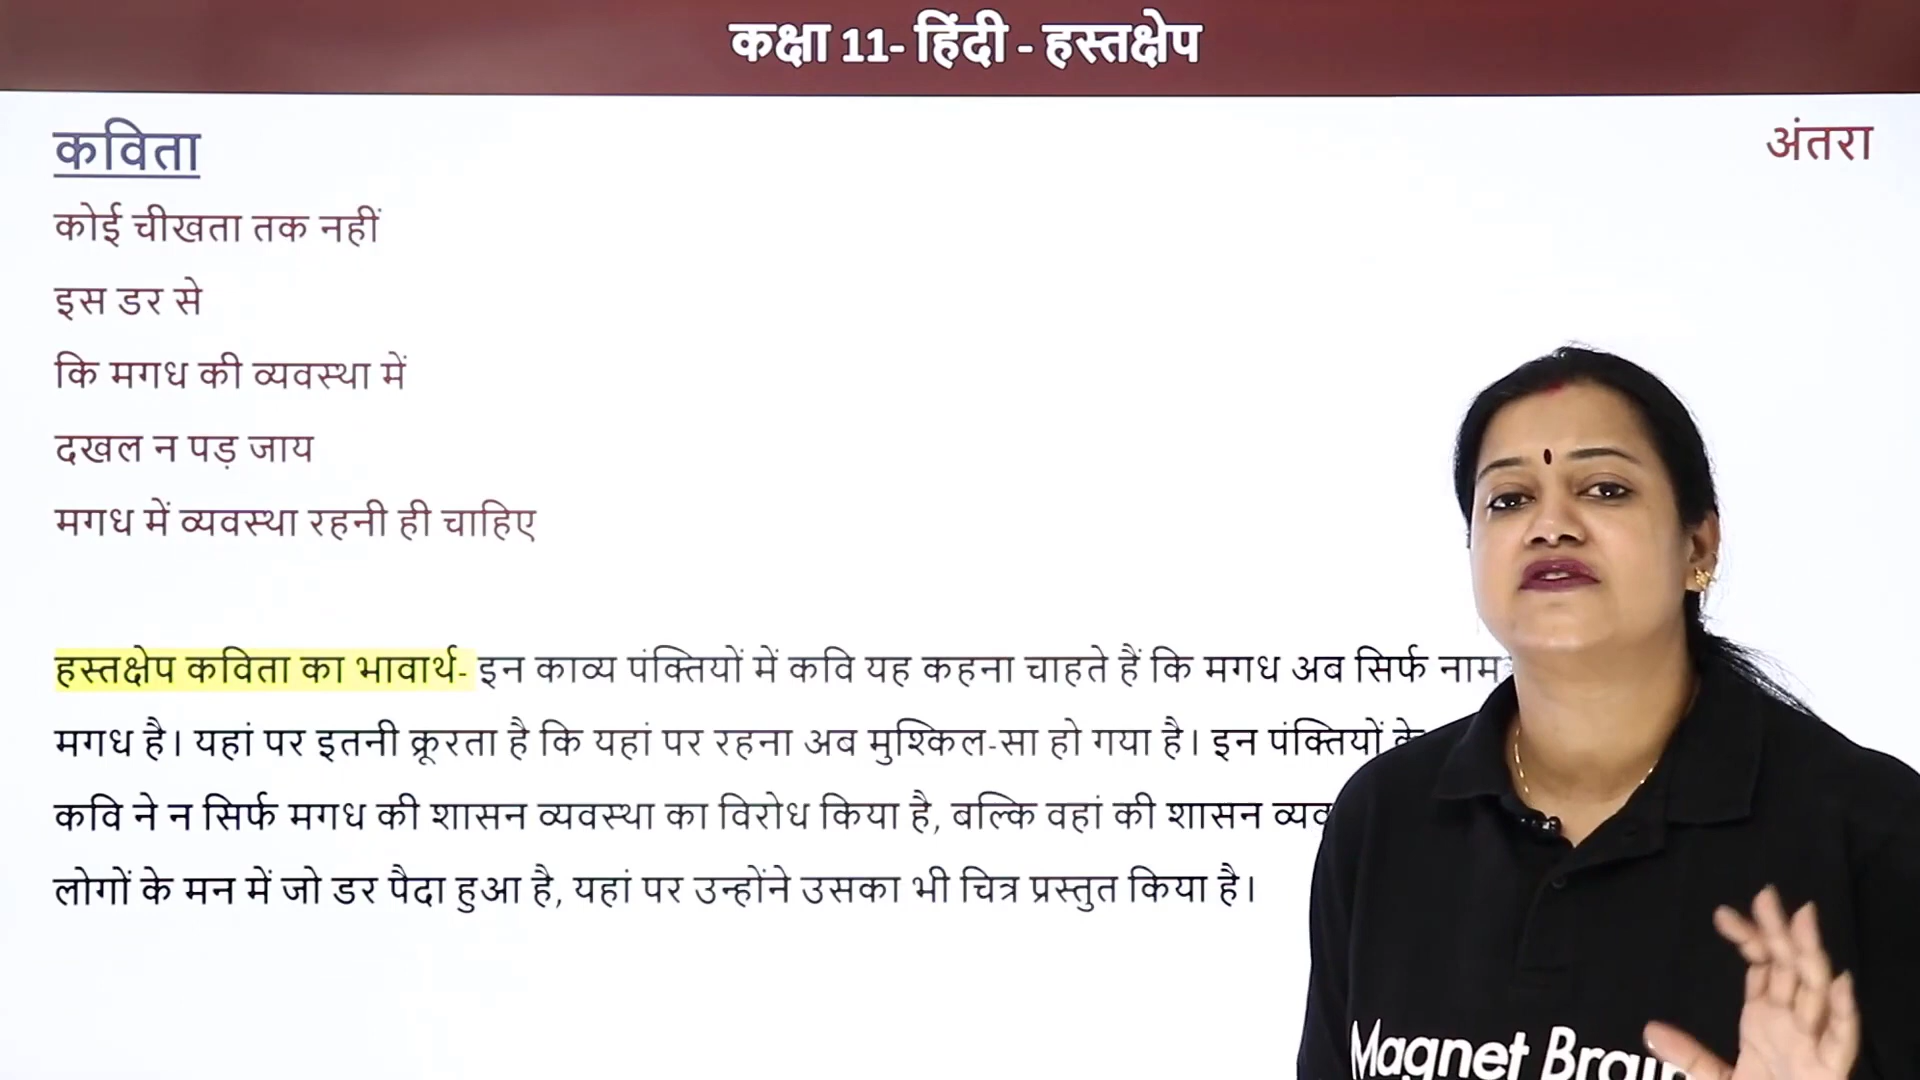 कक्षा 11- हिंदी - हस्तक्षेप
कविता
अंतरा
कोई चीखता तक नहीं
इस डर से
कि मगध की व्यवस्था में
दखल न पड़ जाय
मगध में व्यवस्था रहनी ही चाहिए
हस्तक्षेप कविता का भावार्थ- इन काव्य पंक्तियों में कवि यह कहना चाहते हैं कि मगध अब सिर्फ नाम
मगध है। यहां पर इतनी क्रूरता है कि यहां पर रहना अब मुश्किल-सा हो गया है। इन पंक्तियों के
कवि ने न सिर्फ मगध की शासन व्यवस्था का विरोध किया है, बल्कि वहां की शासन
लोगों के मन में जो डर पैदा हुआ है, यहां पर उन्होंने उसका भी चित्र प्रस्तुत किया है।
Magnet